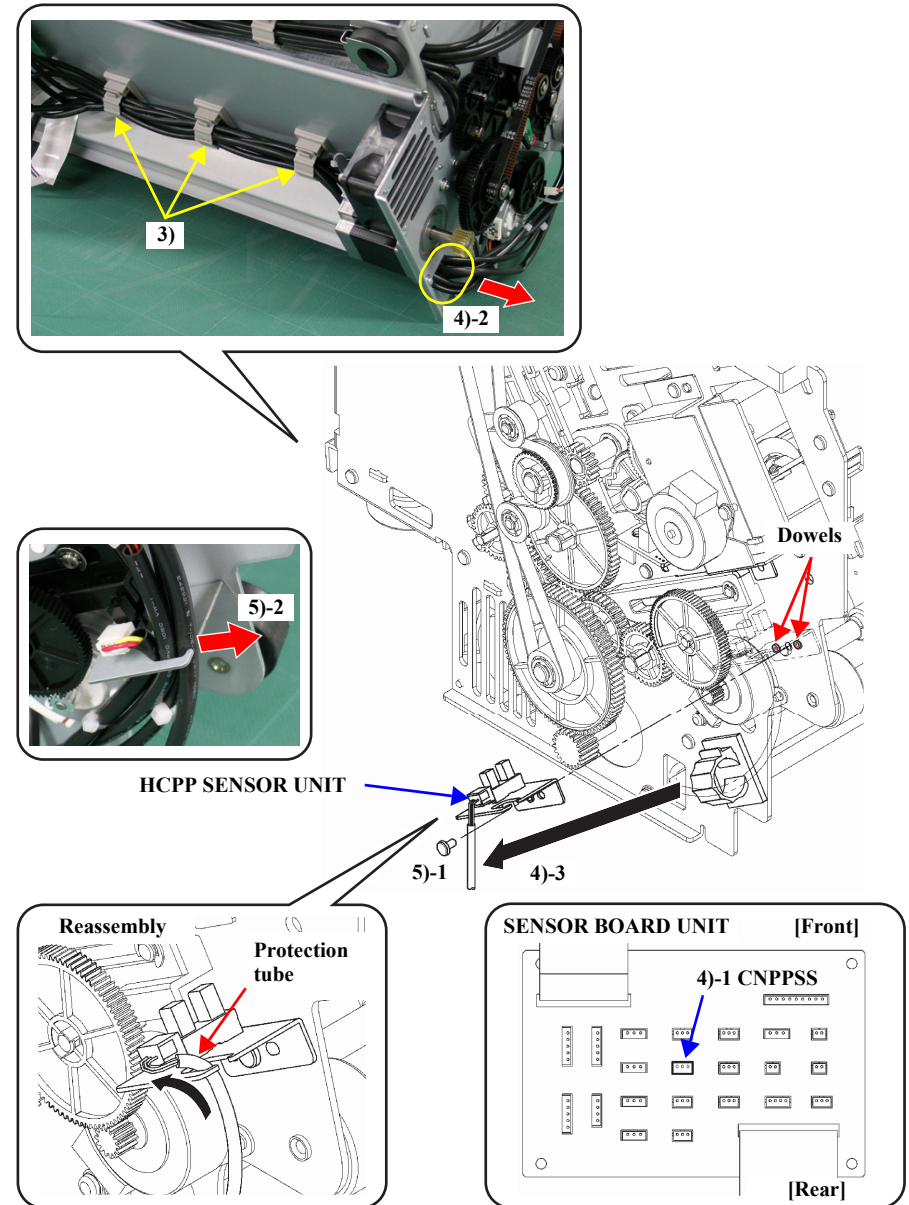 3)
4)-2
Dowels
5)-2
HCPP SENSOR UNIT
5)-1
4)-3
Reassembly
Protection
tube
SENSOR BOARD UNIT
[Front]
4)-1 CNPPSS
[Rear]